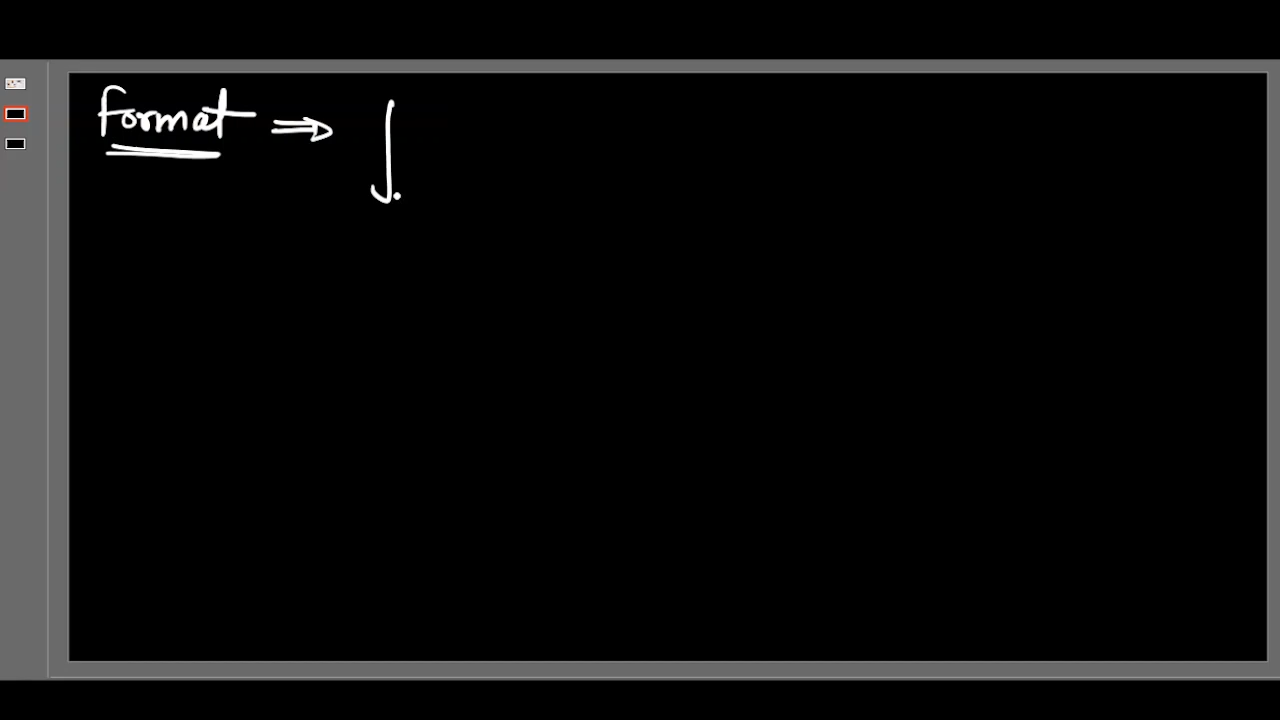 Format ⇒ ∫